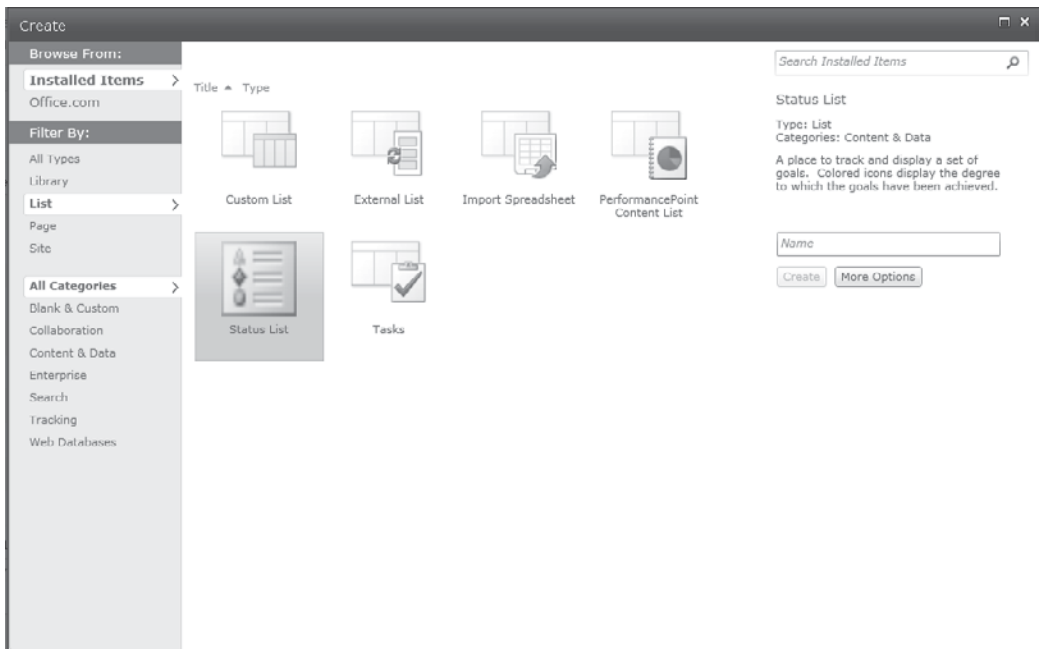 Create
Browse From:
Installed Items
Office.com
Filter By:
All Types
Library
List
Page
Site
All Categories
Blank & Custom
Collaboration
Content & Data
Enterprise
Search
Tracking
Web Databases
Title Type
Custom List
External List
Import Spreadsheet
PerformancePoint
Content List
Status List
Tasks
Search Installed Items
Status List
Type: List
Categories: Content & Data
A place to track and display a set of
goals. Colored icons display the degree
to which the goals have been achieved.
Name
Create
More Options